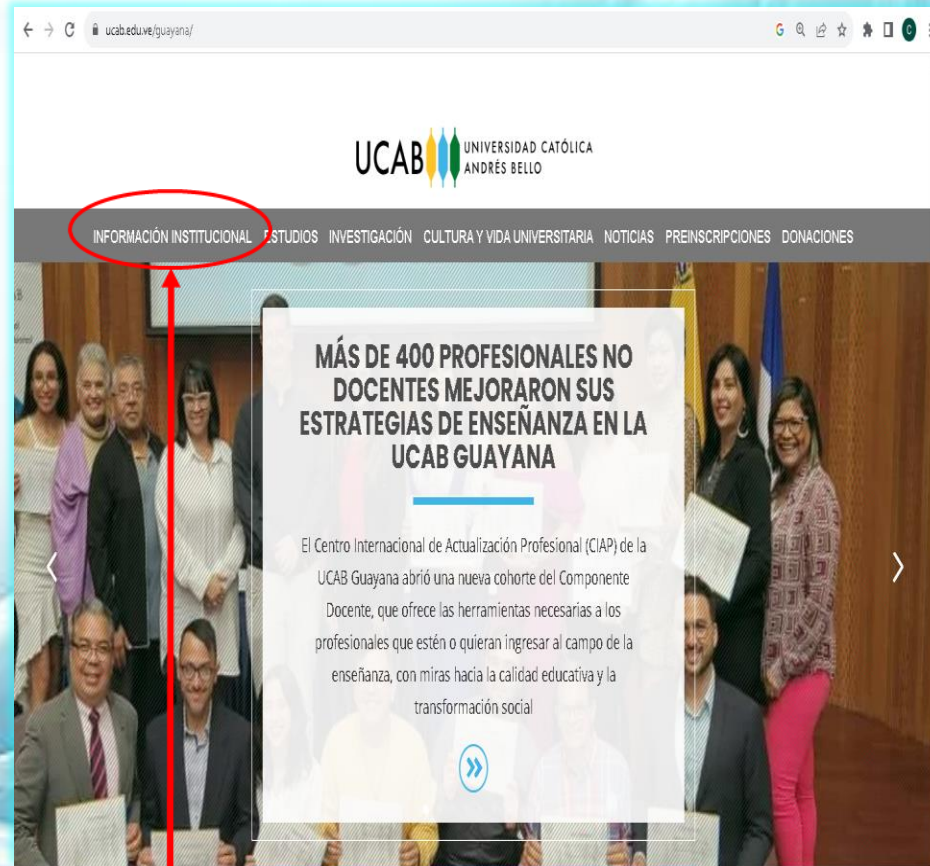 ucab.edu.ve/guayana/
UCAB UNIVERSIDAD CATÓLICA
ANDRÉS BELLO
INFORMACIÓN INSTITUCIONAL ESTUDIOS INVESTIGACIÓN CULTURA Y VIDA UNIVERSITARIA NOTICIAS PREINSCRIPCIONES DONACIONES
MÁS DE 400 PROFESIONALES NO
DOCENTES MEJORARON SUS
ESTRATEGIAS DE ENSEÑANZA EN LA
UCAB GUAYANA
El Centro Internacional de Actualización Profesional (CIAP) de la
UCAB Guayana abrió una nueva cohorte del Componente
Docente, que ofrece las herramientas necesarias a los
profesionales que estén o quieran ingresar al campo de la
enseñanza, con miras hacia la calidad educativa y la
transformación social